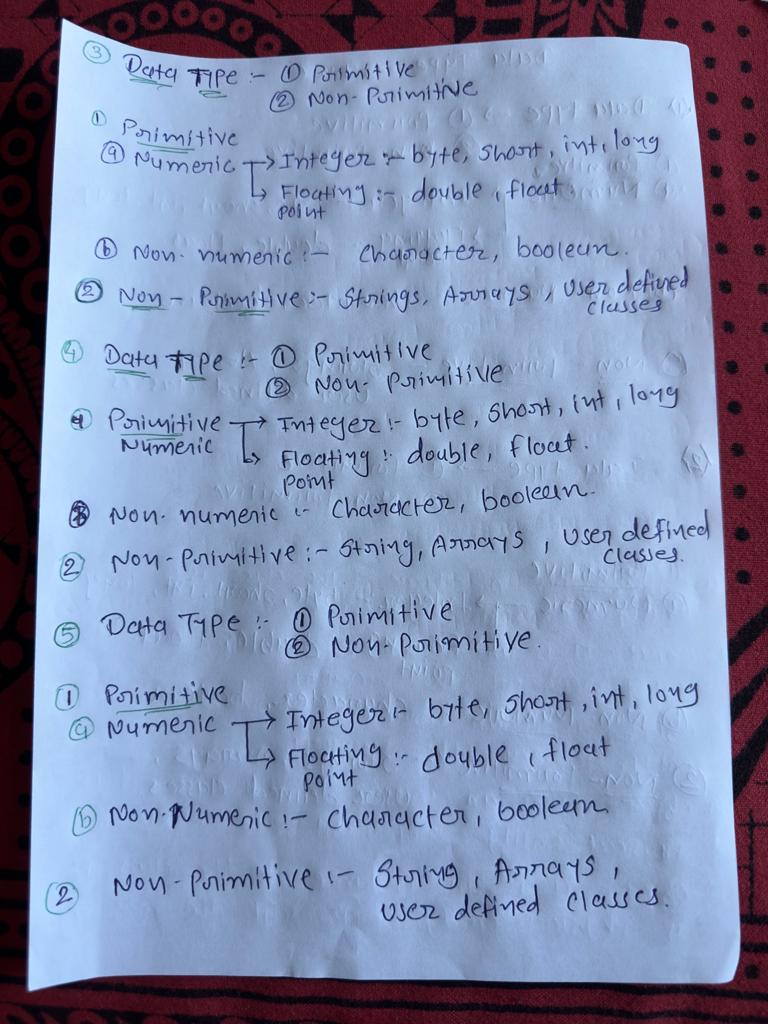 ③ Data Type :- ① Primitive
② Non-Primitive
① Primitive
ⓐ Numeric → Integer :- byte, short, int, long
↳ Floating :- double, float
point
ⓑ Non-numeric :- Character, boolean.
② Non-Primitive :- Strings, Arrays, User defined
classes
④ Data Type :- ① Primitive
② Non-Primitive
Primitive → Integer :- byte, short, int, long
Numeric ↳ Floating :- double, float.
point
Non-numeric :- Character, boolean.
② Non-Primitive :- String, Arrays, User defined
classes.
⑤ Data Type :- ① Primitive
② Non-Primitive.
① Primitive
ⓐ Numeric → Integer :- byte, short, int, long
↳ Floating :- double, float
point
ⓑ Non-Numeric :- Character, boolean
② Non-Primitive :- String, Arrays,
User defined classes.